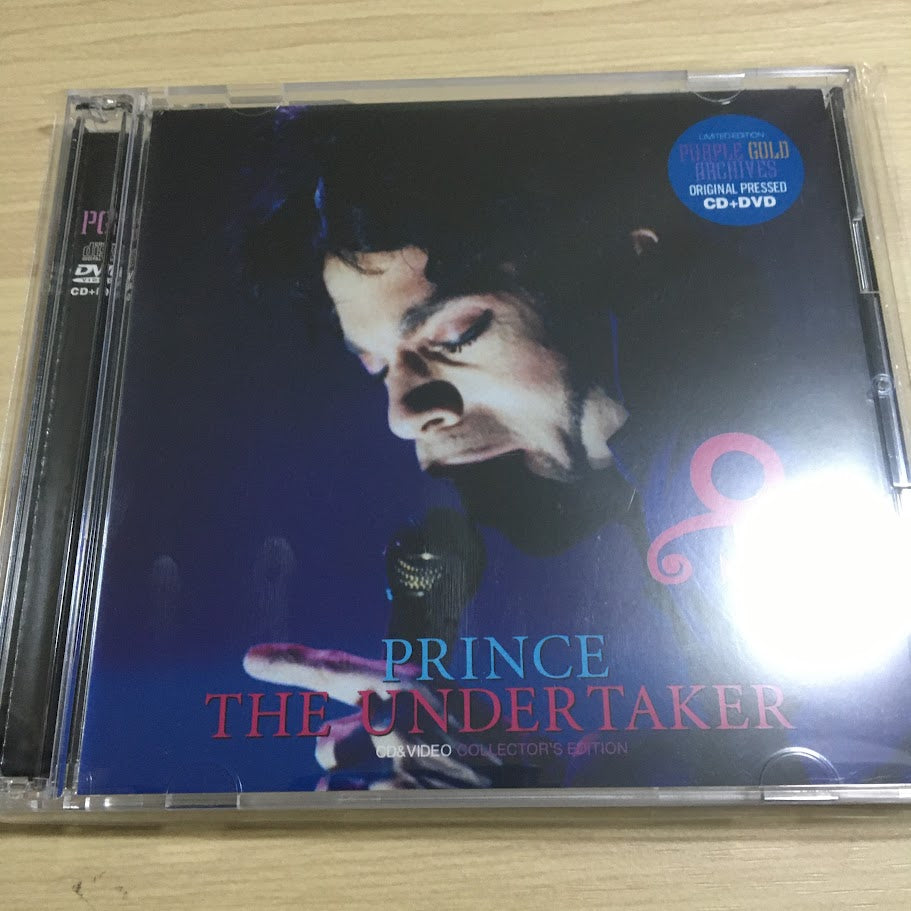 LIMITED EDITION
PURPLE GOLD
ARCHIVES
ORIGINAL PRESSED
CD+DVD
PRINCE
THE UNDERTAKER
CD&VIDEO COLLECTOR'S EDITION